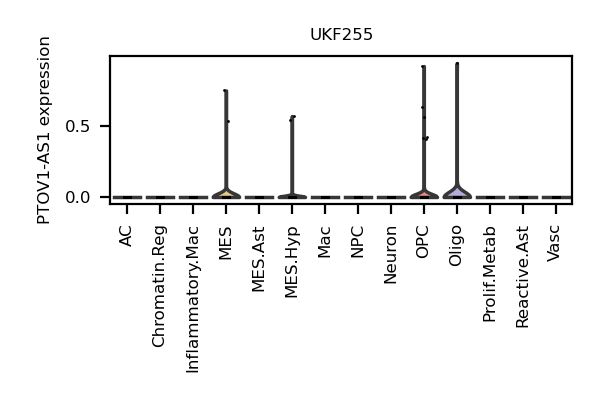 UKF255
PTOV1-AS1 expression
0.5
0.0
AC
Chromatin.Reg
Inflammatory.Mac
MES
MES.Ast
MES.Hyp
Mac
NPC
Neuron
OPC
Oligo
Prolif.Metab
Reactive.Ast
Vasc